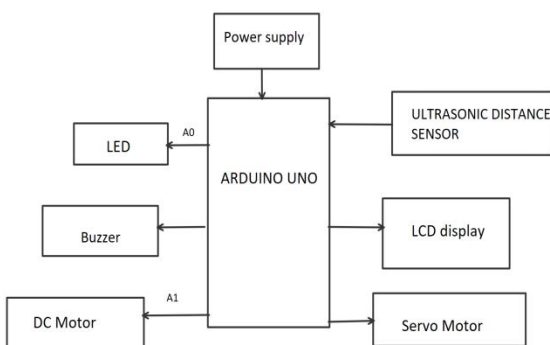 Power supply
ULTRASONIC DISTANCE
SENSOR
A0
LED
ARDUINO UNO
Buzzer
LCD display
A1
DC Motor
Servo Motor